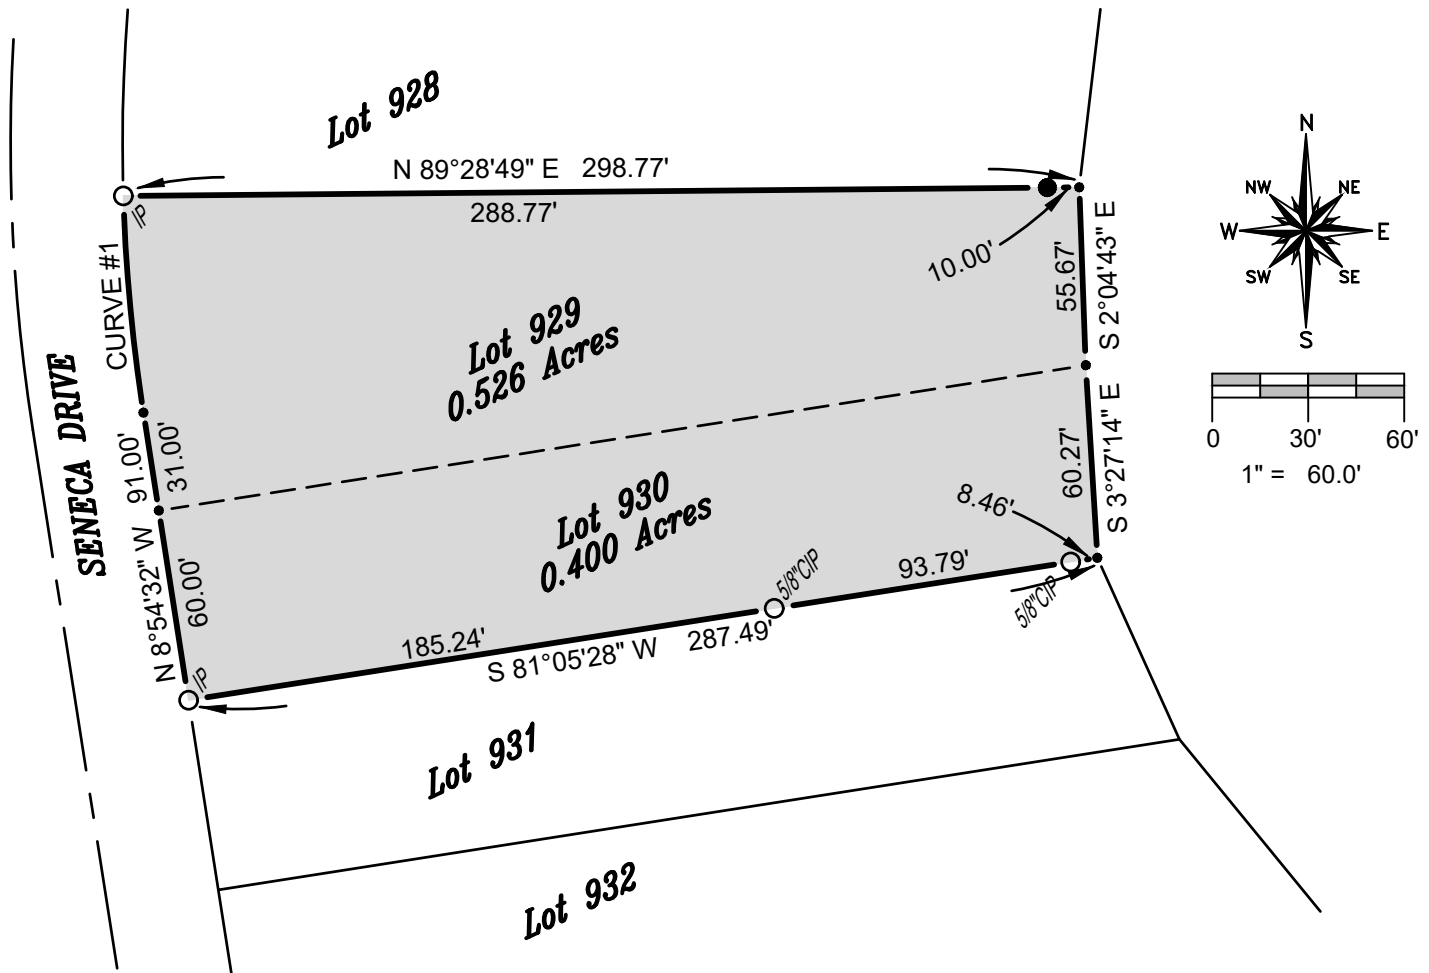 Lot 928
N 89°28'49" E 298.77'
288.77'
IP
10.00'
CURVE #1
55.67'
S 2°04'43" E
Lot 929
0.526 Acres
SENECA DRIVE
91.00'
31.00'
N 8°54'32" W
60.00'
Lot 930
0.400 Acres
60.27'
S 3°27'14" E
8.46'
5/8"CIP
93.79'
5/8"CIP
185.24'
S 81°05'28" W 287.49'
IP
Lot 931
Lot 932
N
NW
NE
W
E
SW
SE
S
0 30' 60'
1" = 60.0'